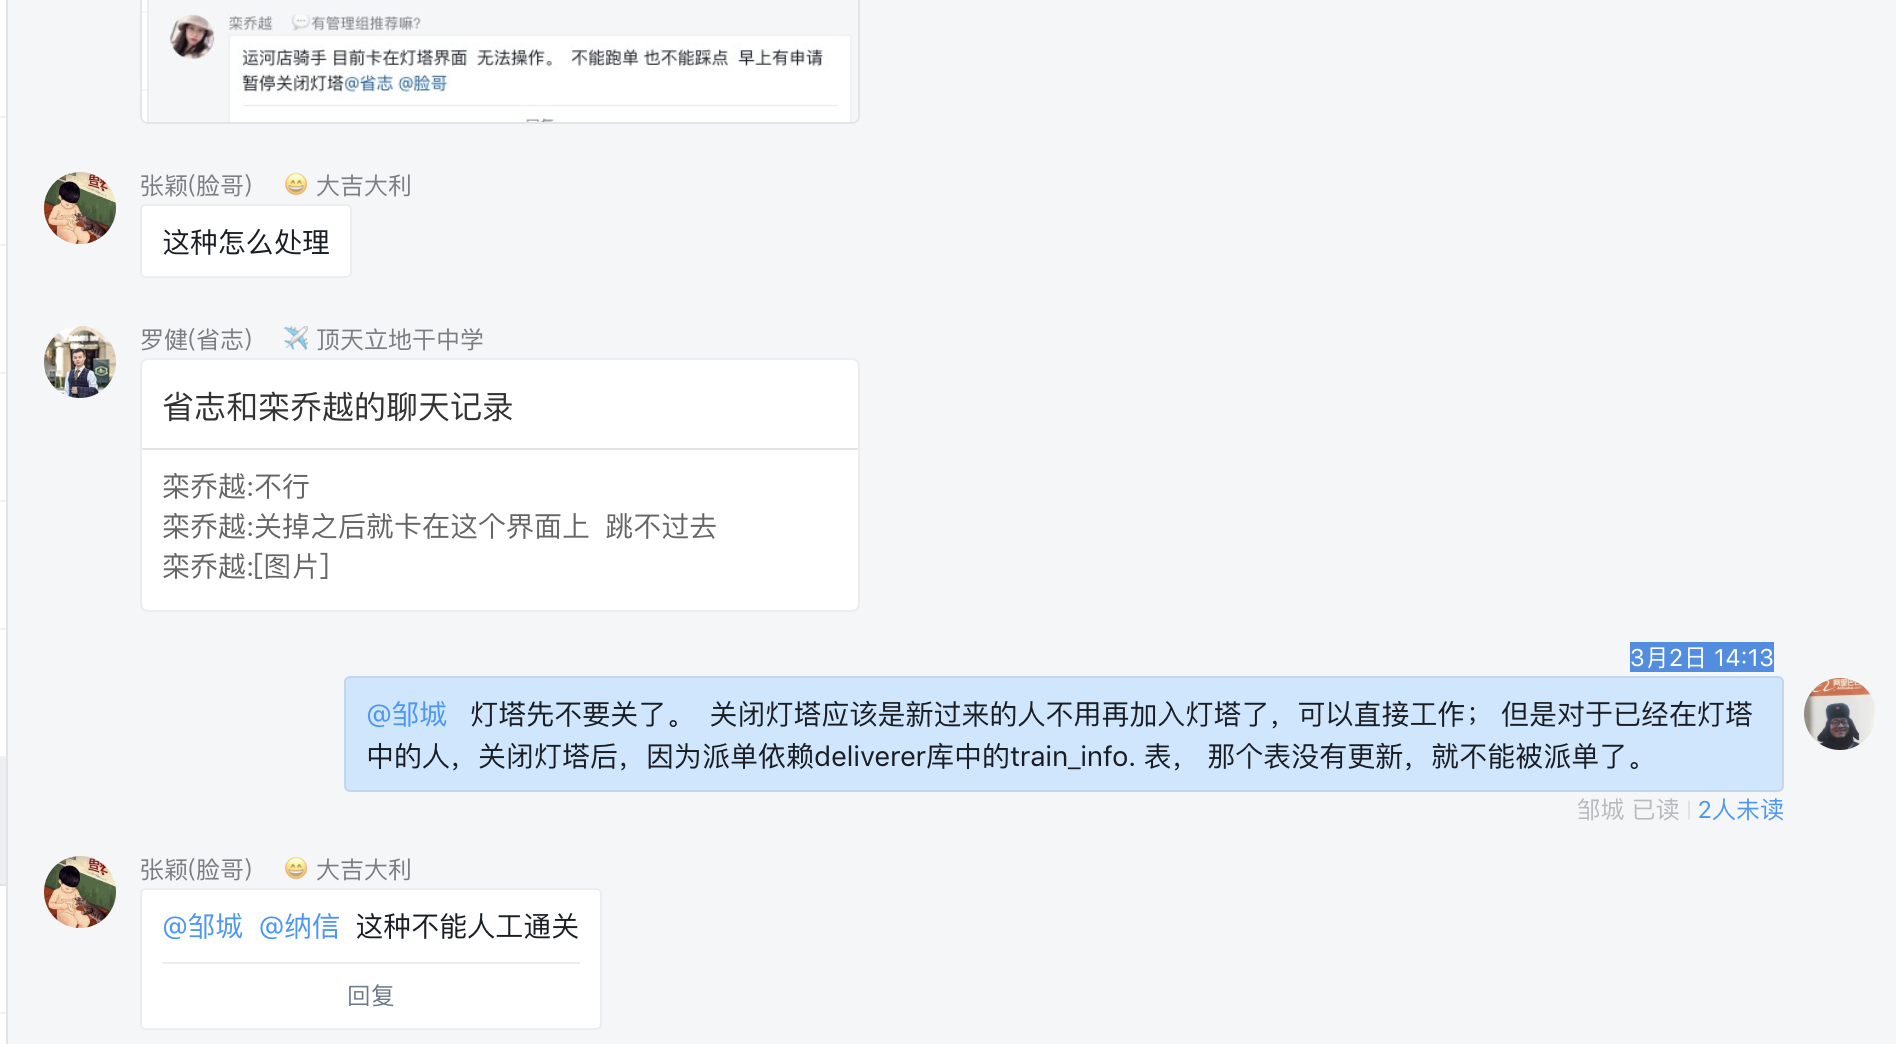 栾乔越 有管理组推荐嘛?
运河店骑手 目前卡在灯塔界面 无法操作。 不能跑单 也不能踩点 早上有申请
暂停关闭灯塔@省志 @脸哥
张颖(脸哥) 😁 大吉大利
这种怎么处理
罗健(省志) ✈️ 顶天立地干中学
省志和栾乔越的聊天记录
栾乔越:不行
栾乔越:关掉之后就卡在这个界面上 跳不过去
栾乔越:[图片]
3月2日 14:13
@邹城 灯塔先不要关了。 关闭灯塔应该是新过来的人不用再加入灯塔了，可以直接工作； 但是对于已经在灯塔
中的人，关闭灯塔后，因为派单依赖deliverer库中的train_info. 表， 那个表没有更新，就不能被派单了。
邹城 已读 | 2人未读
张颖(脸哥) 😁 大吉大利
@邹城 @纳信 这种不能人工通关
回复